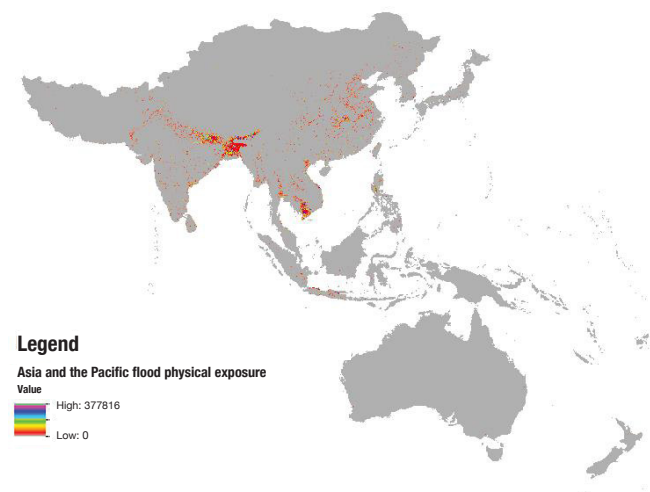 Legend
Asia and the Pacific flood physical exposure
Value
High: 377816
Low: 0